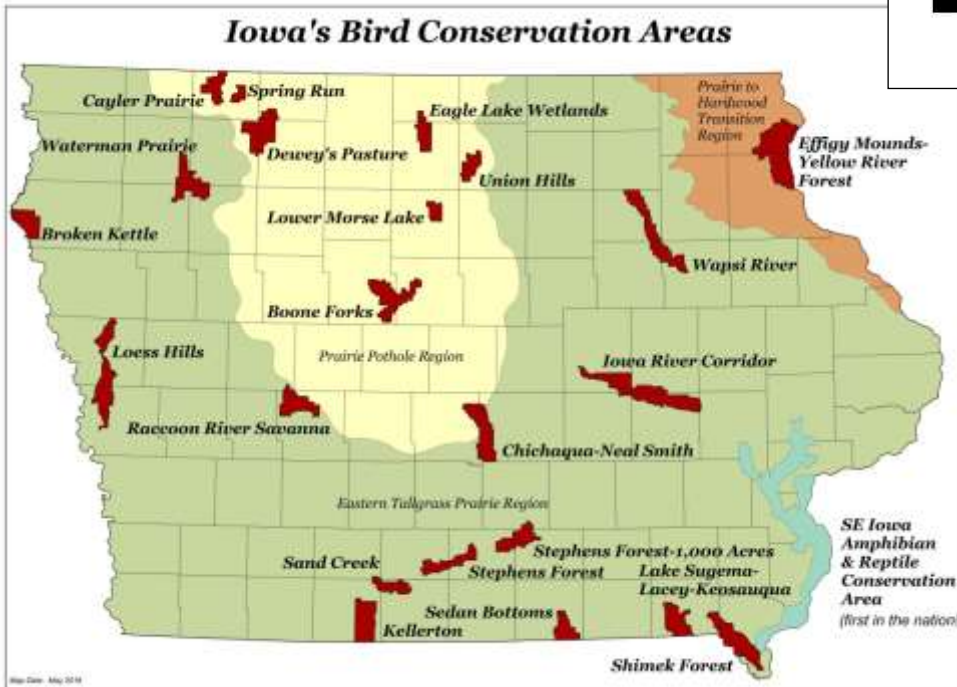 Iowa's Bird Conservation Areas
Cayler Prairie
Spring Run
Eagle Lake Wetlands
Prairie to
Hardwood
Transition
Region
Effigy Mounds-
Yellow River
Forest
Waterman Prairie
Dewey's Pasture
Union Hills
Lower Morse Lake
Broken Kettle
Wapsi River
Boone Forks
Loess Hills
Prairie Pothole Region
Iowa River Corridor
Raccoon River Savanna
Chichaqua-Neal Smith
Eastern Tallgrass Prairie Region
SE Iowa
Amphibian
& Reptile
Conservation
Area
(first in the nation)
Sand Creek
Stephens Forest-1,000 Acres
Stephens Forest
Lake Sugema-
Lacey-Keosauqua
Sedan Bottoms
Kellerton
Shimek Forest
Map Date: May 2018